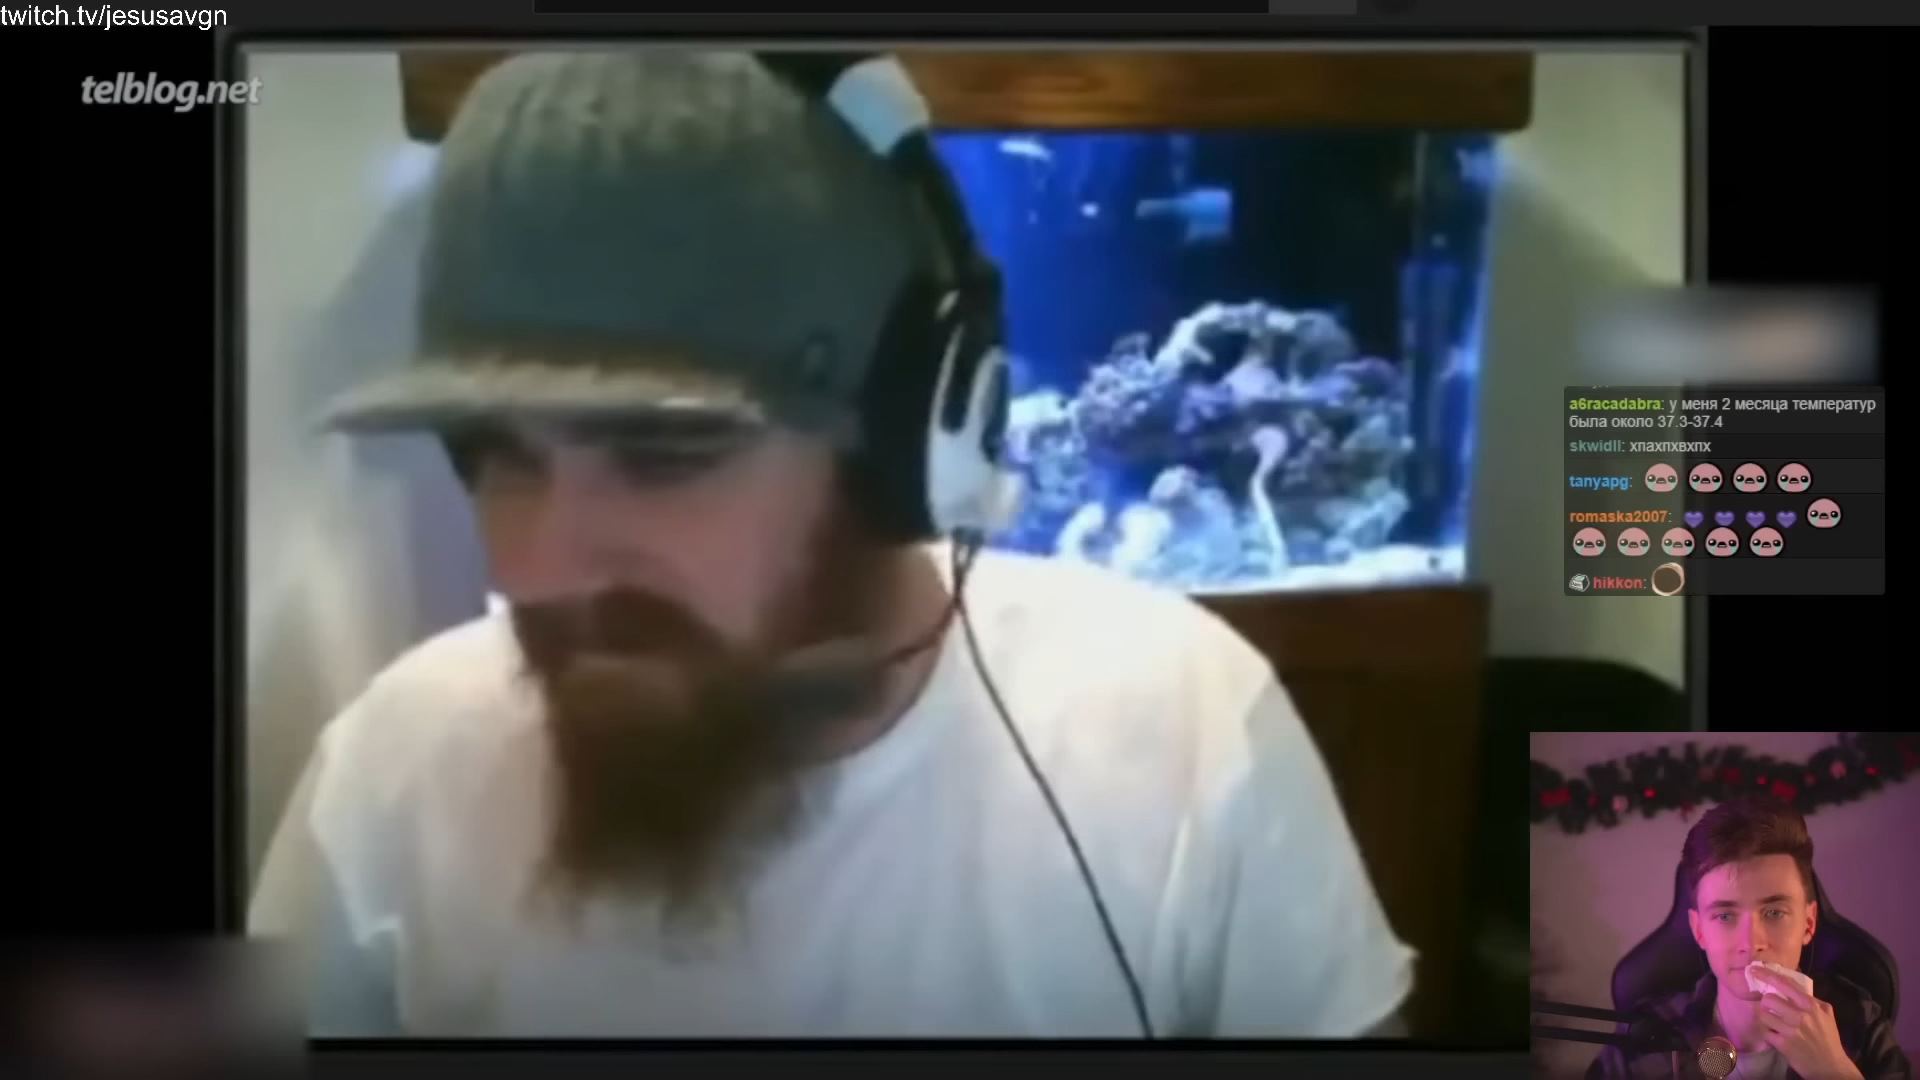 twitch.tv/jesusavgn
telblog.net
a6racadabra: у меня 2 месяца температур
была около 37.3-37.4
skwidll: хпахпхвхпх
tanyapg:
romaska2007:
hikkon: